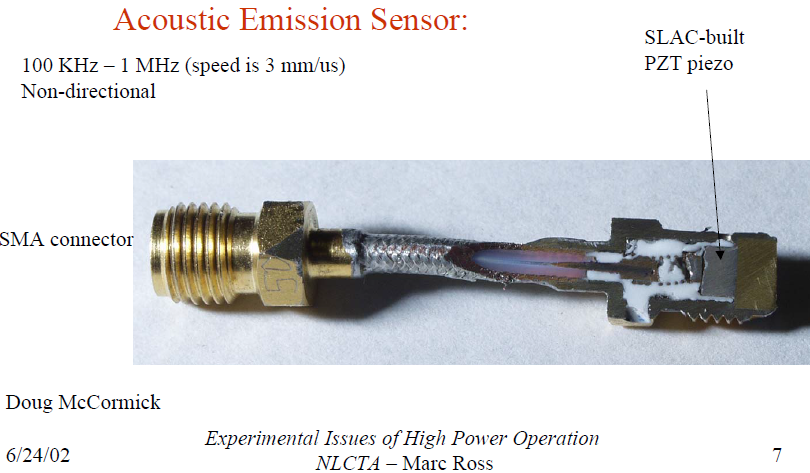 Acoustic Emission Sensor:
SLAC-built
PZT piezo
100 KHz – 1 MHz (speed is 3 mm/us)
Non-directional
SMA connector
52
Doug McCormick
6/24/02
Experimental Issues of High Power Operation
NLCTA – Marc Ross
7